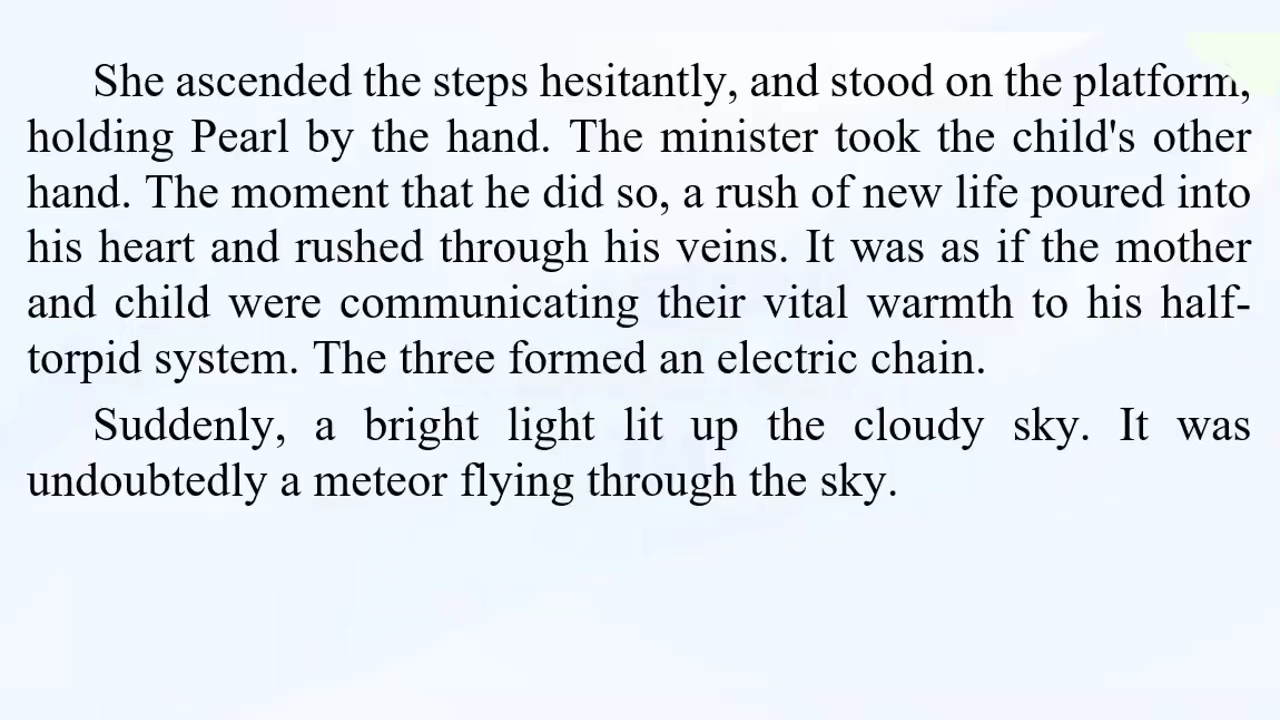 She ascended the steps hesitantly, and stood on the platform,
holding Pearl by the hand. The minister took the child's other
hand. The moment that he did so, a rush of new life poured into
his heart and rushed through his veins. It was as if the mother
and child were communicating their vital warmth to his half-
torpid system. The three formed an electric chain.
Suddenly, a bright light lit up the cloudy sky. It was
undoubtedly a meteor flying through the sky.